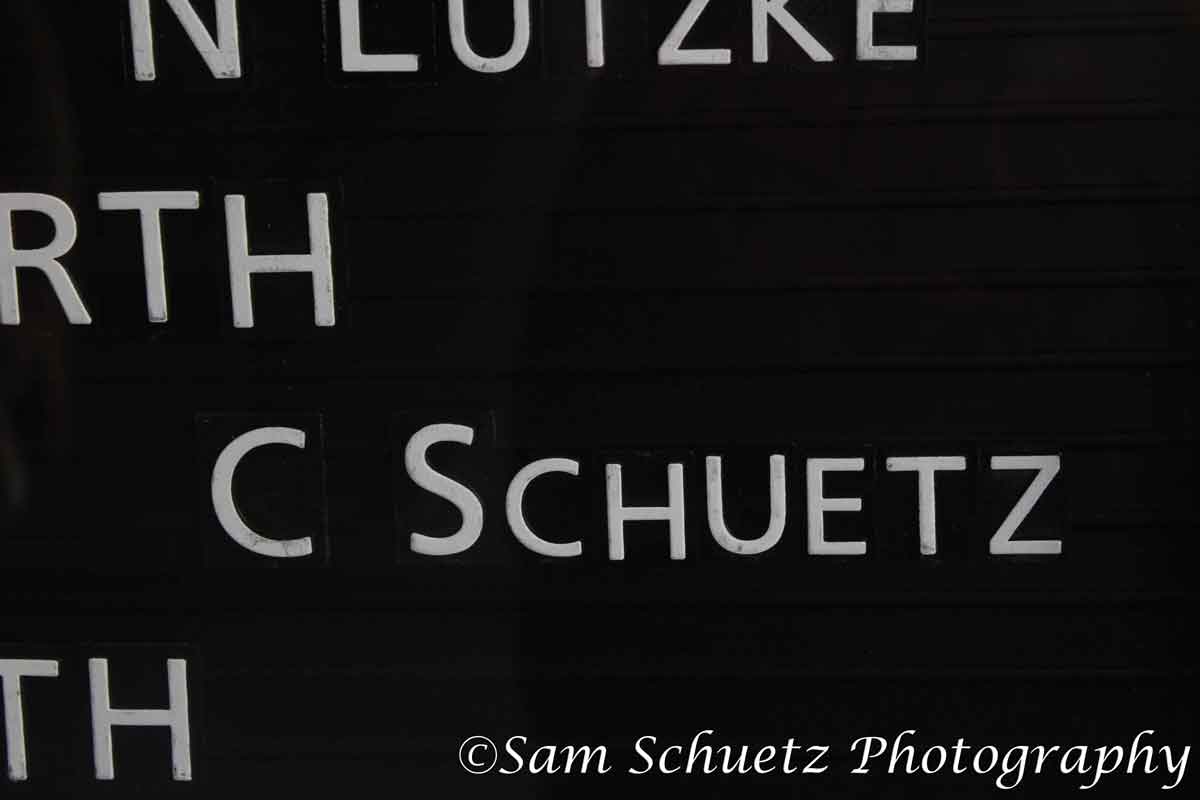 N LUTZKE
RTH
C SCHUETZ
TH
©Sam Schuetz Photography